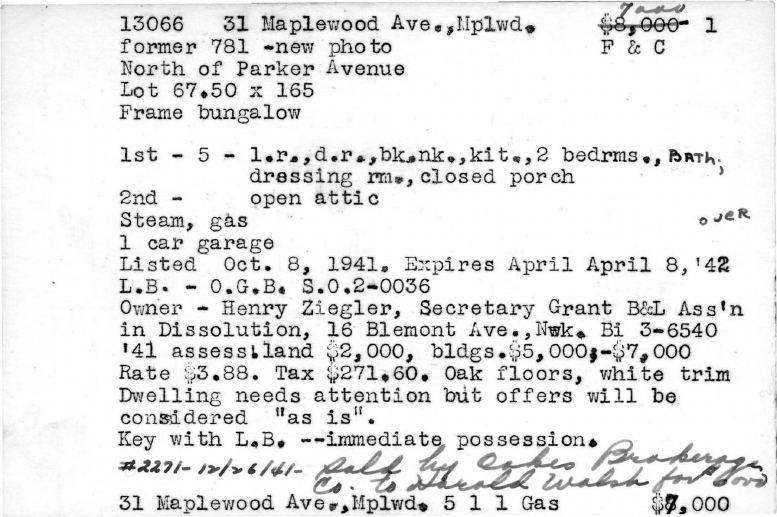 7000
13066 31 Maplewood Ave.,Mplwd. $8,000 1
former 781 -new photo F & C
North of Parker Avenue
Lot 67.50 x 165
Frame bungalow
1st - 5 - l.r.,d.r.,bk.nk.,kit.,2 bedrms., BATH,
dressing rm.,closed porch
2nd - open attic
Steam, gas
OVER
1 car garage
Listed Oct. 8, 1941. Expires April April 8,'42
L.B. - O.G.B. S.O.2-0036
Owner - Henry Ziegler, Secretary Grant B&L Ass'n
in Dissolution, 16 Blemont Ave.,Nwk. Bi 3-6540
'41 assess.land $2,000, bldgs.$5,000;-$7,000
Rate $3.88. Tax $271.60. Oak floors, white trim
Dwelling needs attention but offers will be
considered "as is".
Key with L.B. --immediate possession.
#2271-12/26/41- Sold by Oakes Brokerage
Co. to Harold Walsh for
31 Maplewood Ave.,Mplwd. 5 1 1 Gas $7,000